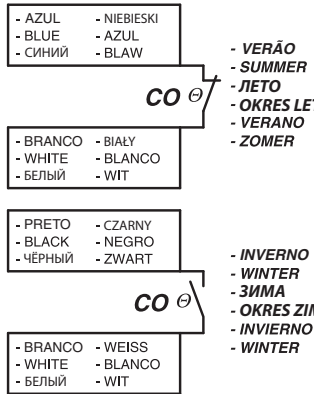 - AZUL - NIEBIESKI
- BLUE - AZUL
- СИНИЙ - BLAW
CO Θ
- VERÃO
- SUMMER
- ЛЕТО
- OKRES LET
- VERANO
- ZOMER
- BRANCO - BIAŁY
- WHITE - BLANCO
- БЕЛЫЙ - WIT
- PRETO - CZARNY
- BLACK - NEGRO
- ЧЁРНЫЙ - ZWART
CO Θ
- INVERNO
- WINTER
- ЗИМА
- OKRES ZIM
- INVIERNO
- WINTER
- BRANCO - WEISS
- WHITE - BLANCO
- БЕЛЫЙ - WIT